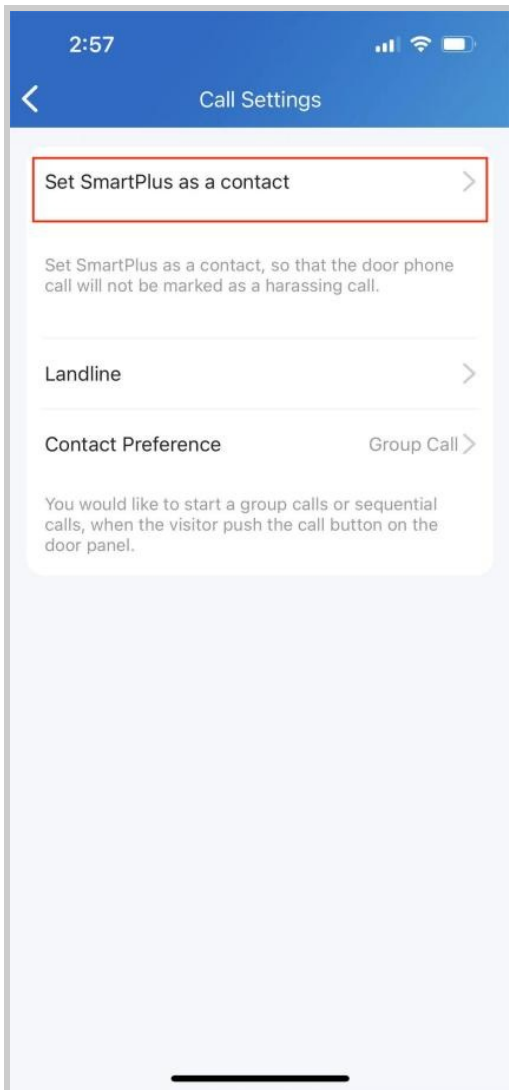 2:57
Call Settings
Set SmartPlus as a contact
Set SmartPlus as a contact, so that the door phone
call will not be marked as a harassing call.
Landline
Contact Preference Group Call
You would like to start a group calls or sequential
calls, when the visitor push the call button on the
door panel.